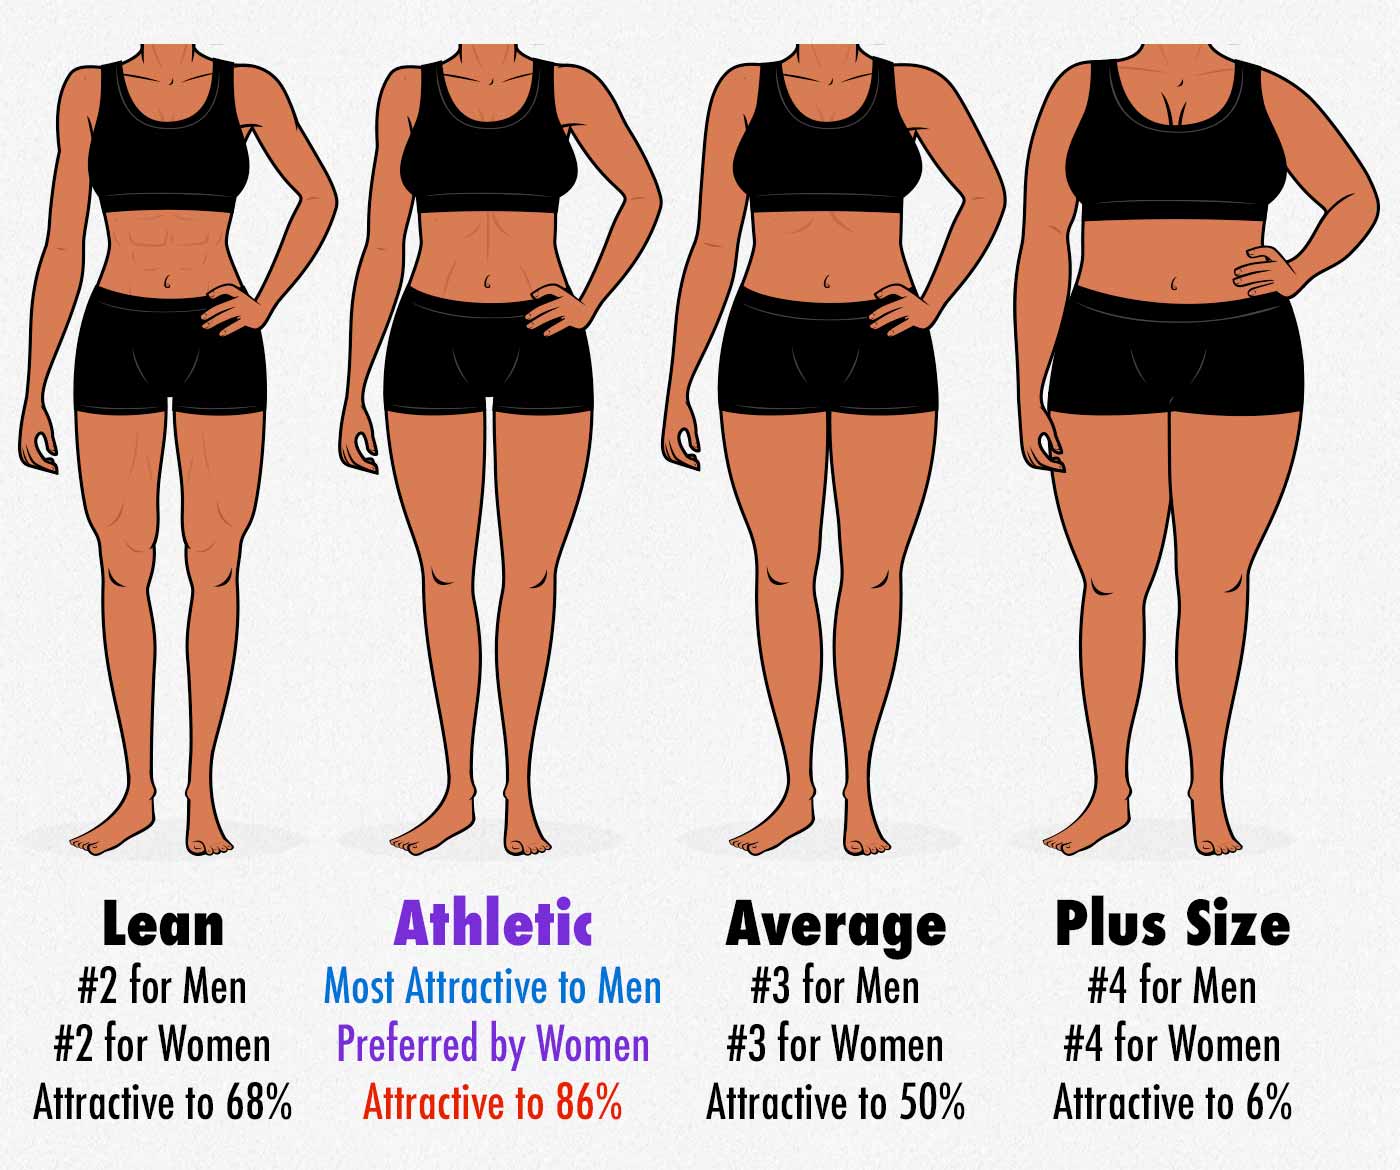 Lean
#2 for Men
#2 for Women
Attractive to 68%
Athletic
Most Attractive to Men
Preferred by Women
Attractive to 86%
Average
#3 for Men
#3 for Women
Attractive to 50%
Plus Size
#4 for Men
#4 for Women
Attractive to 6%